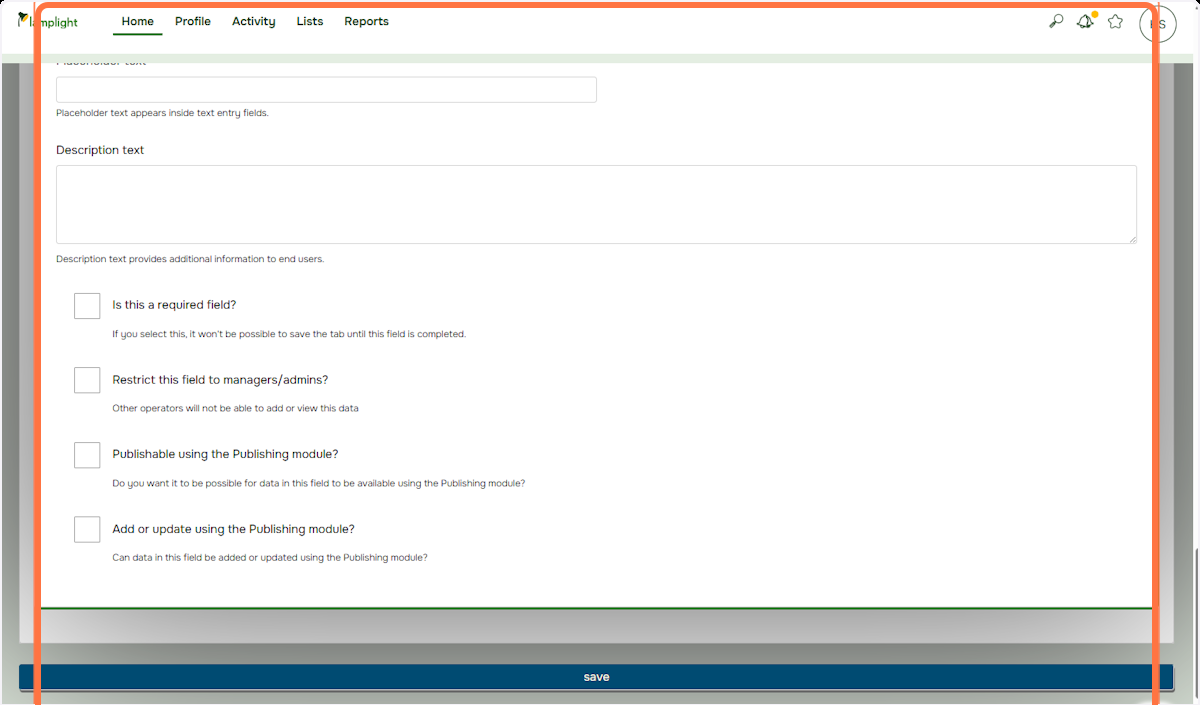 lamplight
Home Profile Activity Lists Reports
Placeholder text
Placeholder text appears inside text entry fields.
Description text
Description text provides additional information to end users.
Is this a required field?
If you select this, it won't be possible to save the tab until this field is completed.
Restrict this field to managers/admins?
Other operators will not be able to add or view this data
Publishable using the Publishing module?
Do you want it to be possible for data in this field to be available using the Publishing module?
Add or update using the Publishing module?
Can data in this field be added or updated using the Publishing module?
save